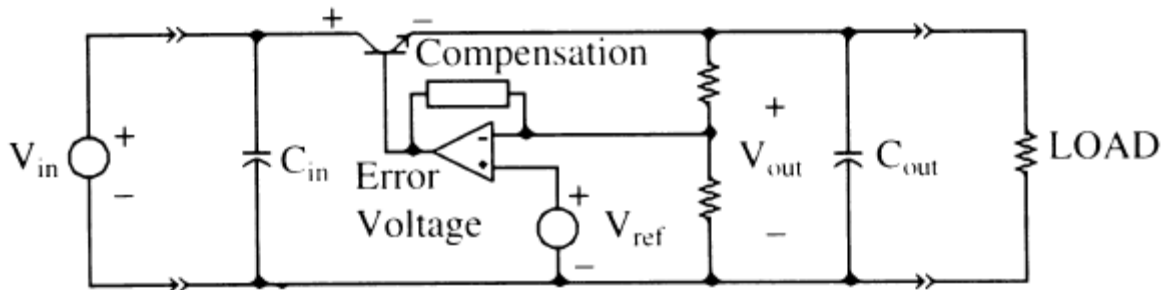 + −
Compensation
V_in + −
C_in
Error
Voltage
- +
+ −
V_ref
+
V_out
−
C_out
LOAD